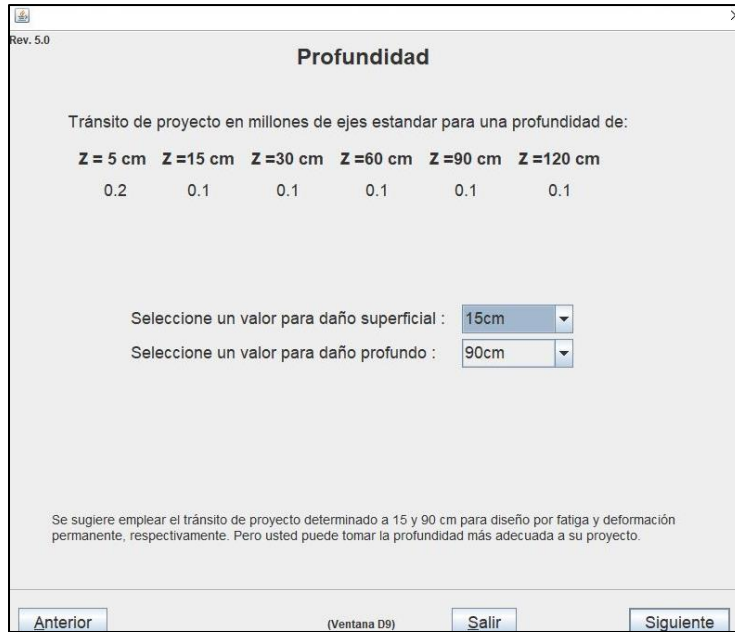 Rev. 5.0
Profundidad
Tránsito de proyecto en millones de ejes estandar para una profundidad de:
Z = 5 cm Z =15 cm Z =30 cm Z =60 cm Z =90 cm Z =120 cm
0.2 0.1 0.1 0.1 0.1 0.1
Seleccione un valor para daño superficial : 15cm
Seleccione un valor para daño profundo : 90cm
Se sugiere emplear el tránsito de proyecto determinado a 15 y 90 cm para diseño por fatiga y deformación
permanente, respectivamente. Pero usted puede tomar la profundidad más adecuada a su proyecto.
Anterior (Ventana D9) Salir Siguiente